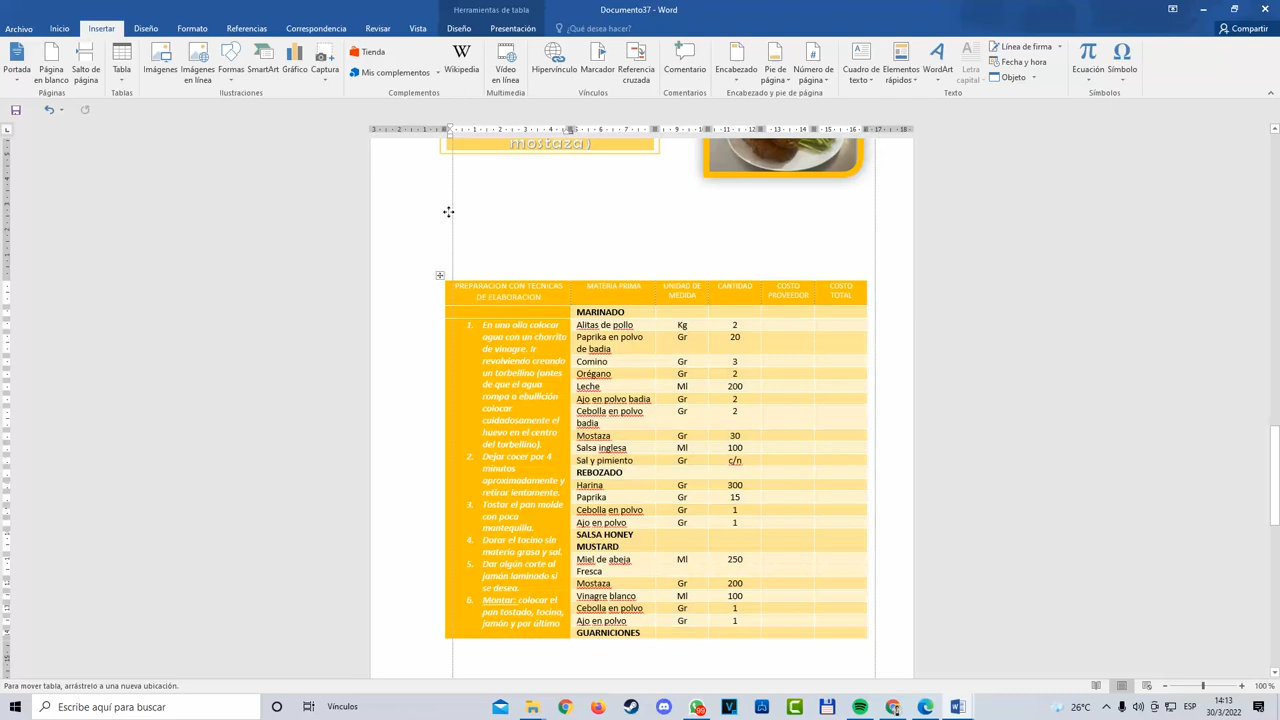 Herramientas de tabla
Documento37 - Word
Archivo Inicio Insertar Diseño Formato Referencias Correspondencia Revisar Vista Diseño Presentación ¿Qué desea hacer? Compartir
Portada
Página en blanco
Salto de página
Páginas
Tabla
Tablas
Imágenes
Imágenes en línea
Formas
SmartArt
Gráfico
Captura
Ilustraciones
Tienda
Mis complementos
Wikipedia
Complementos
Vídeo en línea
Multimedia
Hipervínculo
Marcador
Referencia cruzada
Vínculos
Comentario
Comentarios
Encabezado
Pie de página
Número de página
Encabezado y pie de página
Cuadro de texto
Elementos rápidos
WordArt
Letra capital
Línea de firma
Fecha y hora
Objeto
Texto
Ecuación
Símbolo
Símbolos
mostaza)
PREPARACION CON TECNICAS DE ELABORACION MATERIA PRIMA UNIDAD DE MEDIDA CANTIDAD COSTO PROVEEDOR COSTO TOTAL
1. En una olla colocar
agua con un chorrito
de vinagre. Ir
revolviendo creando
un torbellino (antes
de que el agua
rompa a ebullición
colocar
cuidadosamente el
huevo en el centro
del torbellino).
2. Dejar cocer por 4
minutos
aproximadamente y
retirar lentamente.
3. Tostar el pan molde
con poca
mantequilla.
4. Dorar el tocino sin
materia grasa y sal.
5. Dar algún corte al
jamón laminado si
se desea.
6. Montar: colocar el
pan tostado, tocino,
jamón y por último
MARINADO
Alitas de pollo Kg 2
Paprika en polvo de badia Gr 20
Comino Gr 3
Orégano Gr 2
Leche Ml 200
Ajo en polvo badia Gr 2
Cebolla en polvo badia Gr 2
Mostaza Gr 30
Salsa inglesa Ml 100
Sal y pimiento Gr c/n
REBOZADO
Harina Gr 300
Paprika Gr 15
Cebolla en polvo Gr 1
Ajo en polvo Gr 1
SALSA HONEY MUSTARD
Miel de abeja Fresca Ml 250
Mostaza Gr 200
Vinagre blanco Ml 100
Cebolla en polvo Gr 1
Ajo en polvo Gr 1
GUARNICIONES
Para mover tabla, arrástrelo a una nueva ubicación.
100 %
Escribe aquí para buscar
Vínculos
99
26°C
ESP
14:13
30/3/2022